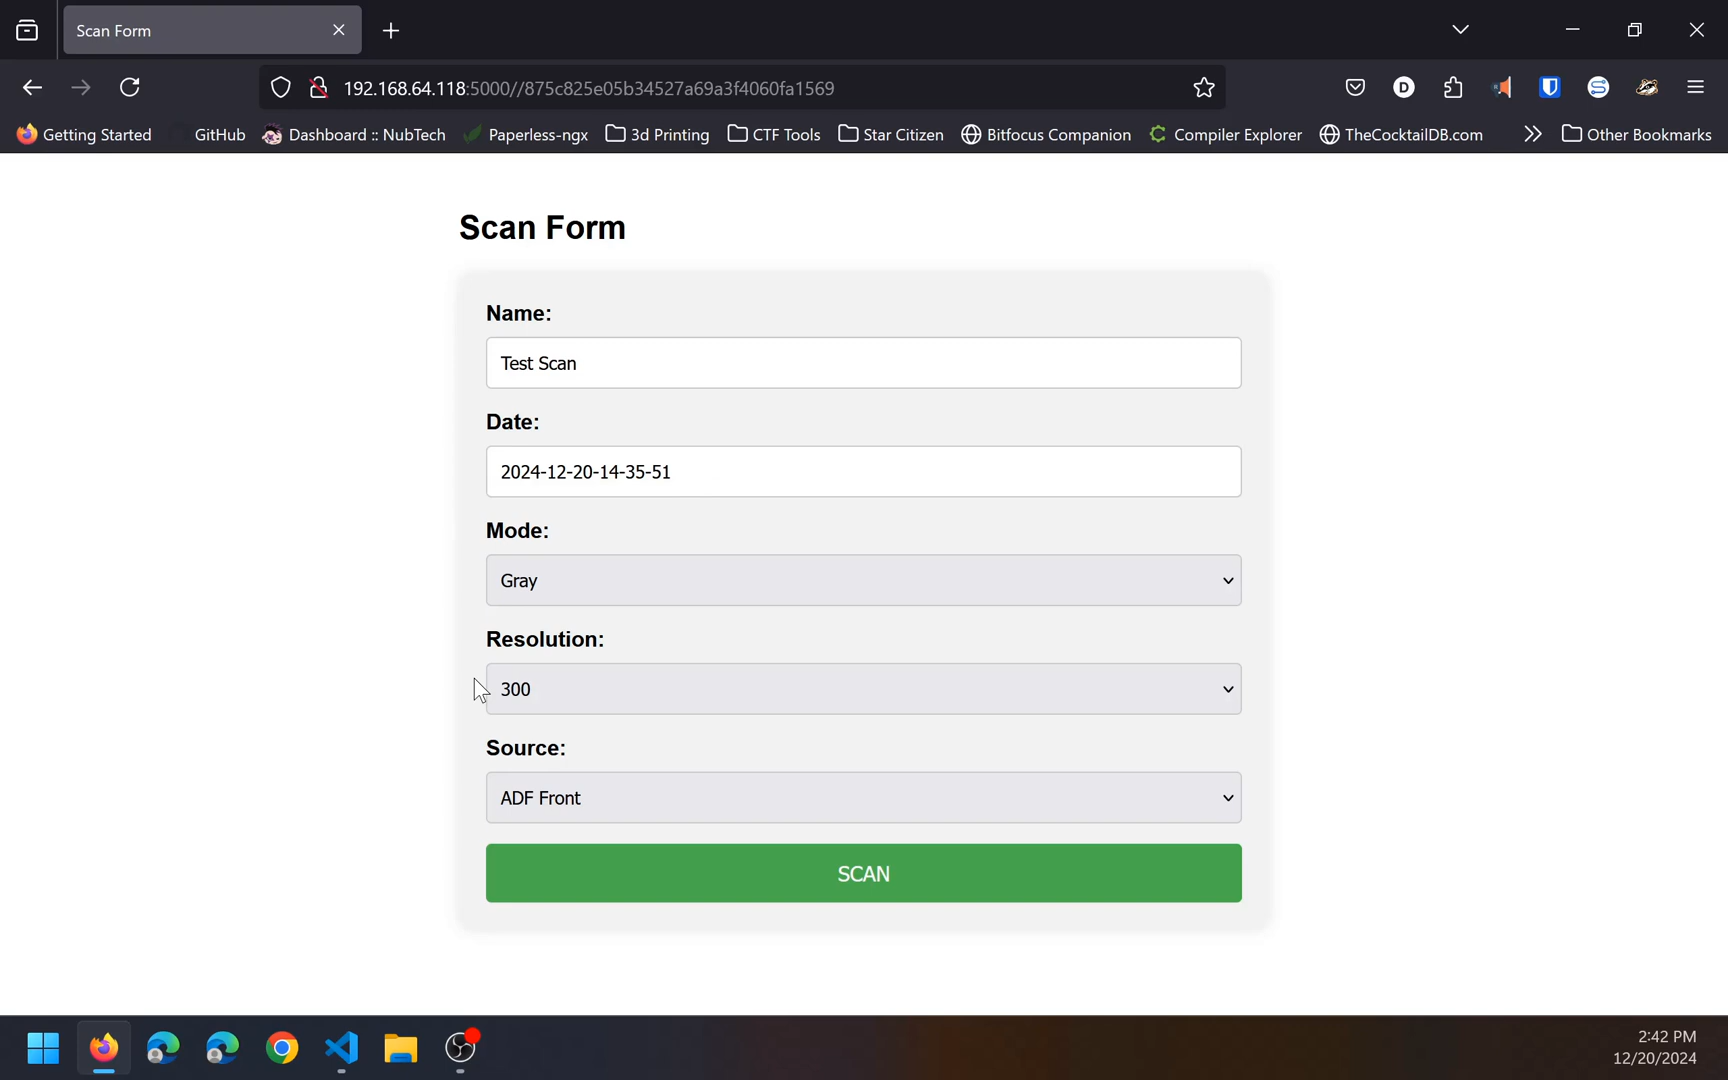 Scan Form
192.168.64.118:5000//875c825e05b34527a69a3f4060fa1569
Getting Started GitHub Dashboard :: NubTech Paperless-ngx 3d Printing CTF Tools Star Citizen Bitfocus Companion Compiler Explorer TheCocktailDB.com Other Bookmarks
Scan Form
Name:
Test Scan
Date:
2024-12-20-14-35-51
Mode:
Gray
Resolution:
300
Source:
ADF Front
SCAN
2:42 PM
12/20/2024